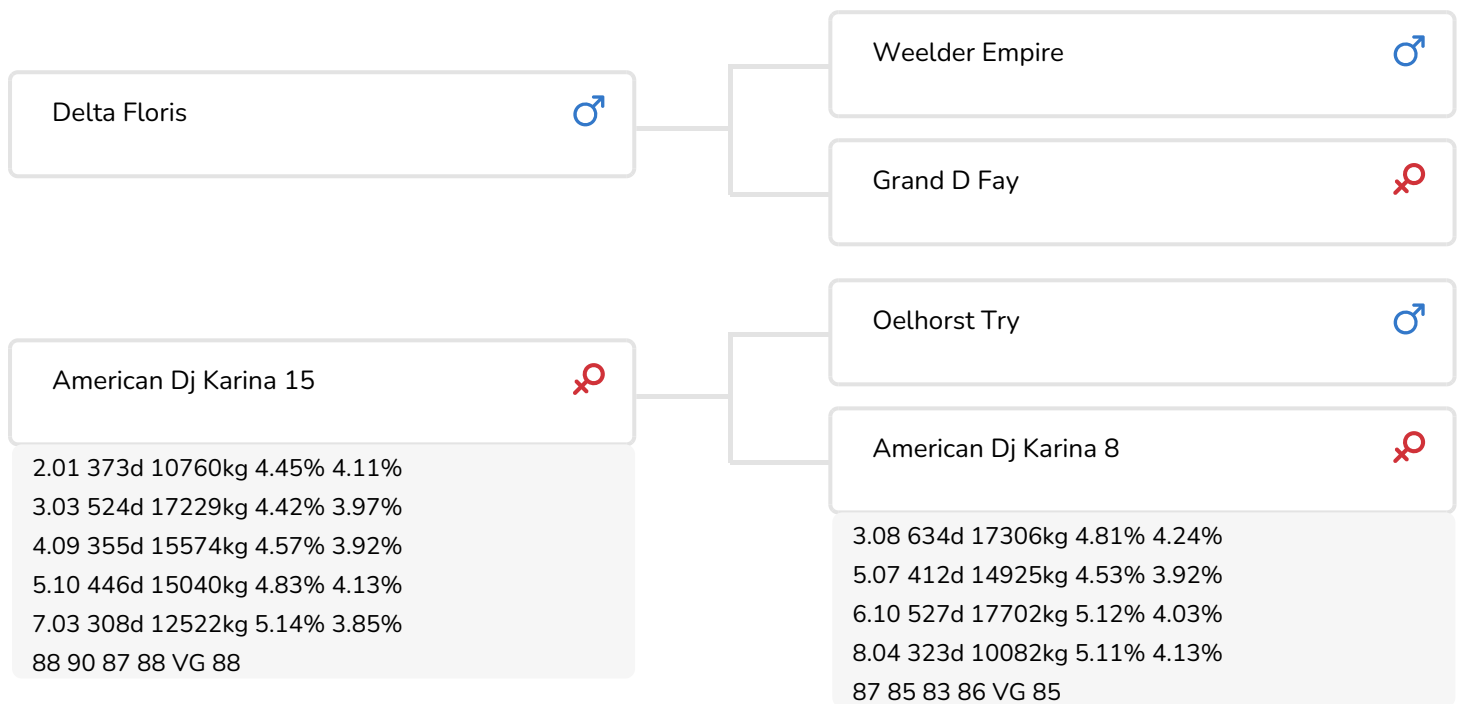 Delta Floris
Weelder Empire
Grand D Fay
American Dj Karina 15
2.01 373d 10760kg 4.45% 4.11%
3.03 524d 17229kg 4.42% 3.97%
4.09 355d 15574kg 4.57% 3.92%
5.10 446d 15040kg 4.83% 4.13%
7.03 308d 12522kg 5.14% 3.85%
88 90 87 88 VG 88
Oelhorst Try
American Dj Karina 8
3.08 634d 17306kg 4.81% 4.24%
5.07 412d 14925kg 4.53% 3.92%
6.10 527d 17702kg 5.12% 4.03%
8.04 323d 10082kg 5.11% 4.13%
87 85 83 86 VG 85